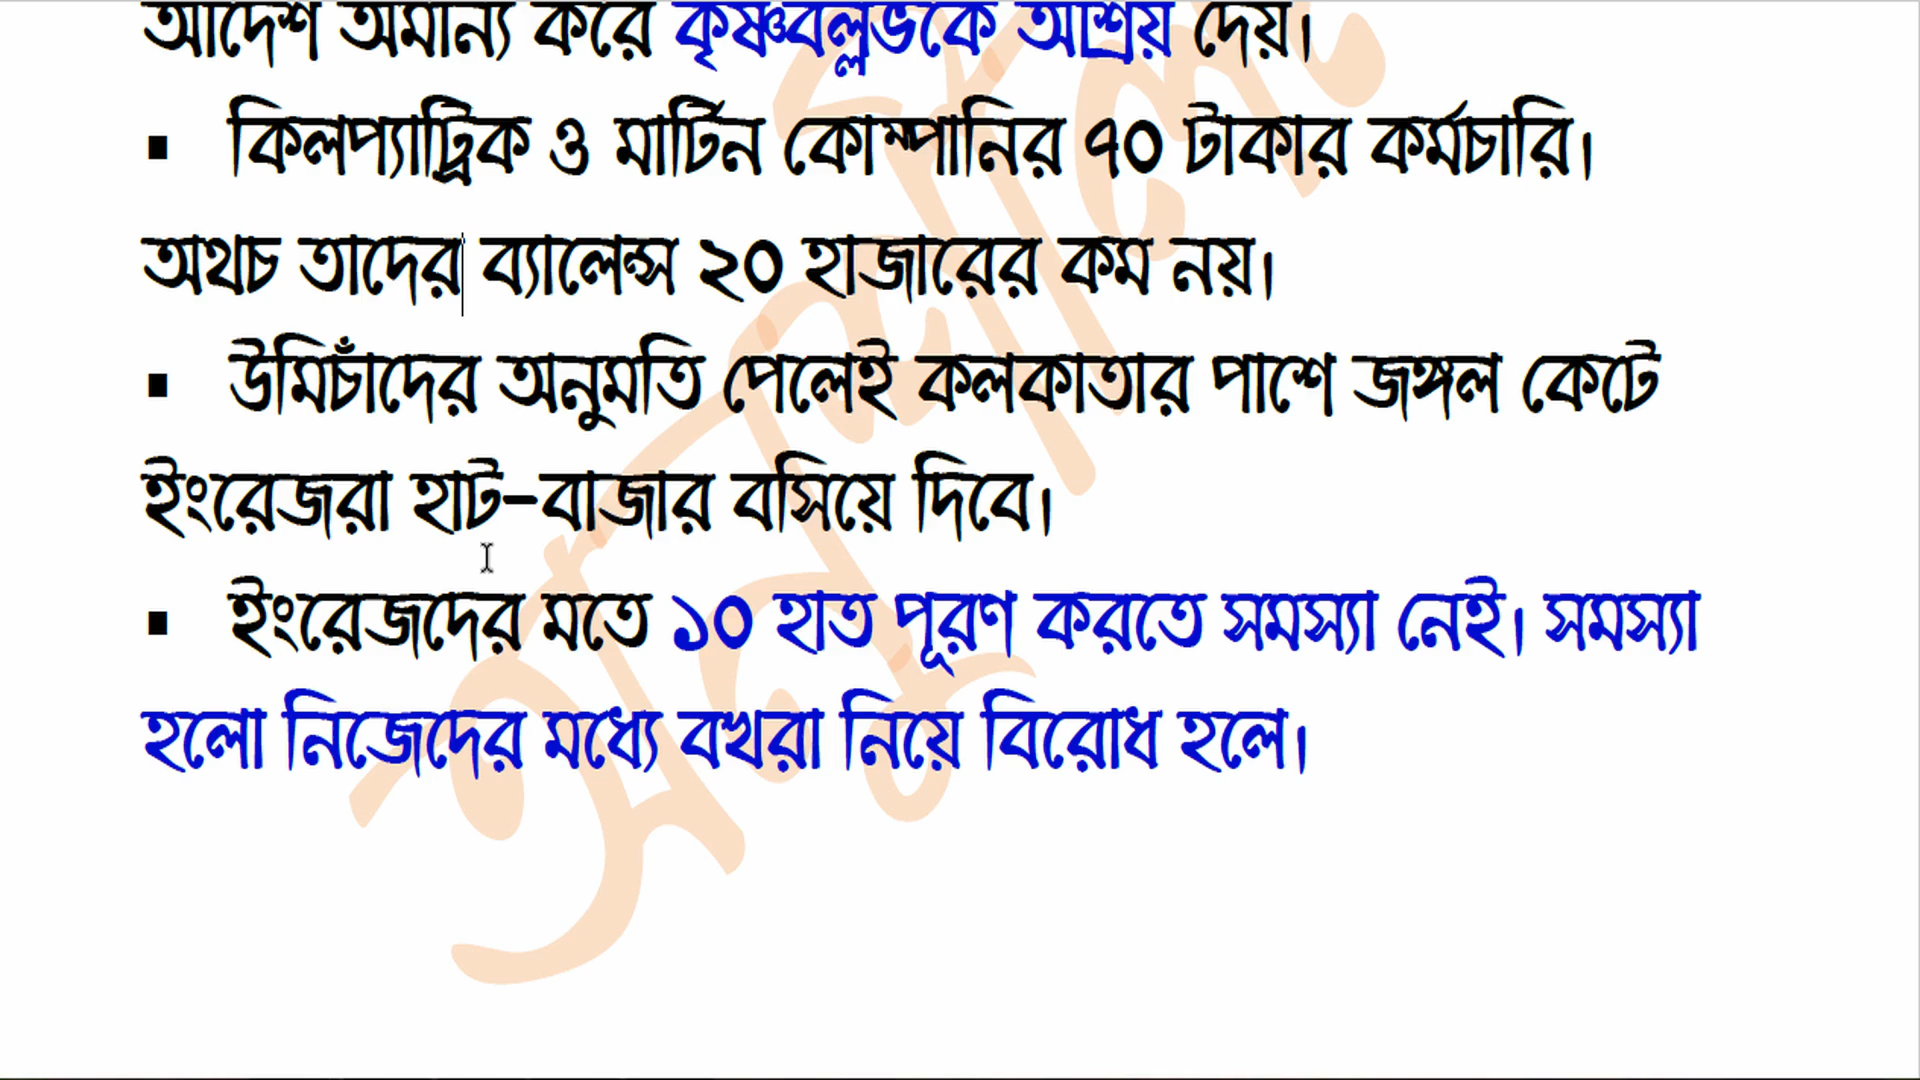 আদেশ অমান্য করে কৃষ্ণবল্লভকে আশ্রয় দেয়।
▪ কিলপ্যাট্রিক ও মার্টিন কোম্পানির ৭০ টাকার কর্মচারি।
অথচ তাদের ব্যালেন্স ২০ হাজারের কম নয়।
▪ উমিচাঁদের অনুমতি পেলেই কলকাতার পাশে জঙ্গল কেটে
ইংরেজরা হাট-বাজার বসিয়ে দিবে।
▪ ইংরেজদের মতে ১০ হাত পূরণ করতে সমস্যা নেই। সমস্যা
হলো নিজেদের মধ্যে বখরা নিয়ে বিরোধ হলে।